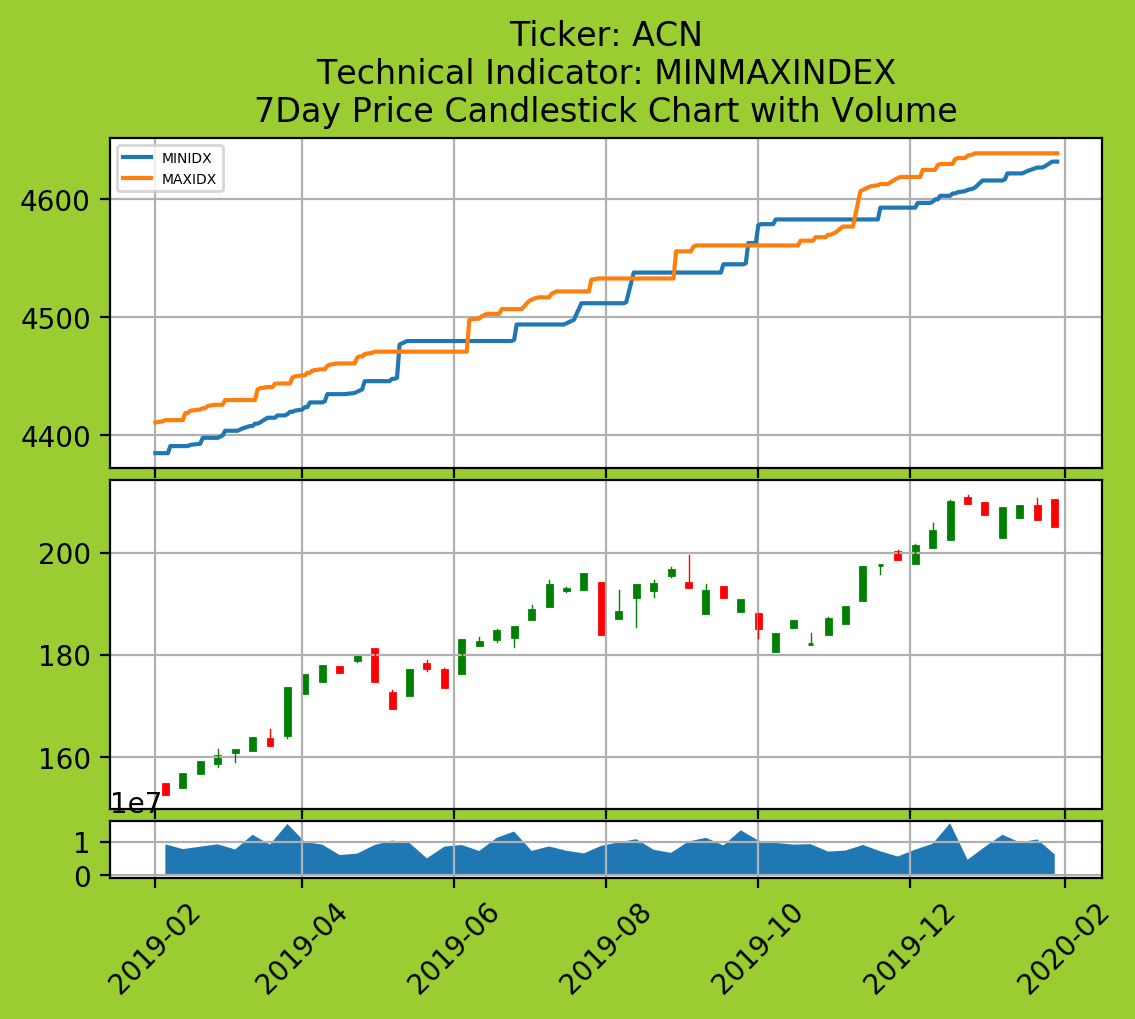 Ticker: ACN
Technical Indicator: MINMAXINDEX
7Day Price Candlestick Chart with Volume
MINIDX
MAXIDX
4600
4500
4400
200
180
160
1e7
1
0
2019-02
2019-04
2019-06
2019-08
2019-10
2019-12
2020-02